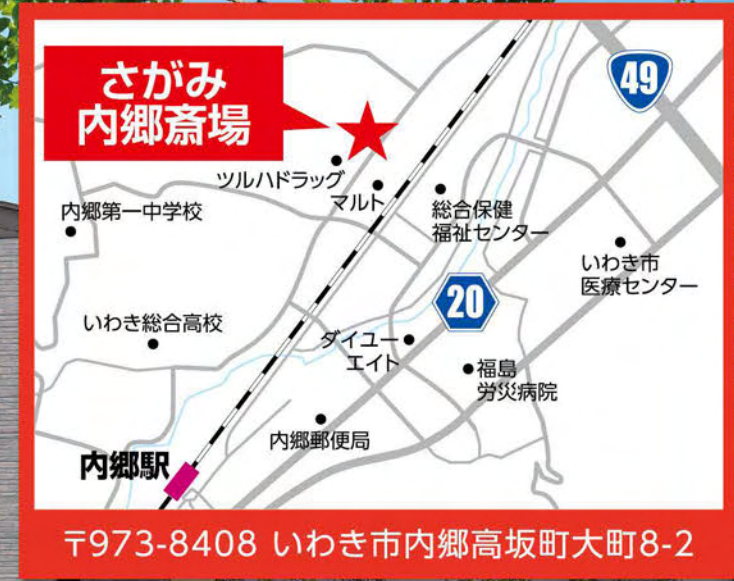 さがみ
内郷斎場
49
ツルハドラッグ
マルト
内郷第一中学校
総合保健
福祉センター
いわき市
医療センター
20
いわき総合高校
ダイユー
エイト
福島
労災病院
内郷郵便局
内郷駅
〒973-8408 いわき市内郷高坂町大町8-2